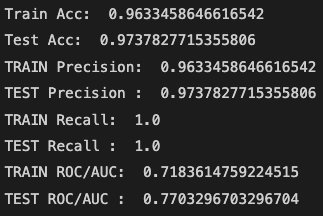 Train Acc:  0.9633458646616542
Test Acc:  0.9737827715355806
TRAIN Precision:  0.9633458646616542
TEST Precision :  0.9737827715355806
TRAIN Recall:  1.0
TEST Recall :  1.0
TRAIN ROC/AUC:  0.7183614759224515
TEST ROC/AUC :  0.7703296703296704